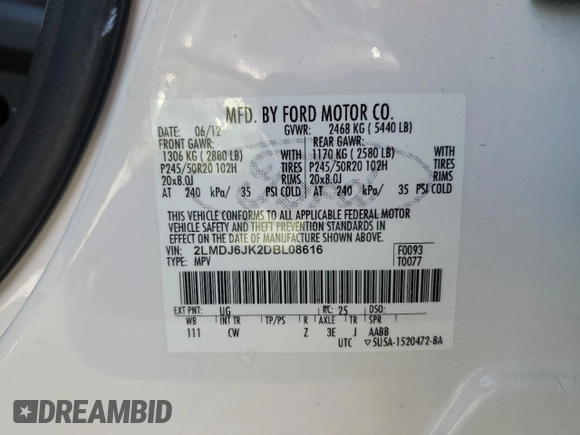 MFD. BY FORD MOTOR CO.
DATE: 06/12 GVWR: 2468 KG ( 5440 LB)
FRONT GAWR: REAR GAWR:
1306 KG ( 2880 LB) WITH 1170 KG ( 2580 LB) WITH
P245/50R20 102H TIRES P245/50R20 102H TIRES
20x8.0J RIMS 20x8.0J RIMS
AT 240 kPa/ 35 PSI COLD AT 240 kPa/ 35 PSI COLD
THIS VEHICLE CONFORMS TO ALL APPLICABLE FEDERAL MOTOR
VEHICLE SAFETY AND THEFT PREVENTION STANDARDS IN
EFFECT ON THE DATE OF MANUFACTURE SHOWN ABOVE.
VIN: 2LMDJ6JK2DBL08616 F0093
TYPE: MPV T0077
EXT PNT: UG RC: 25 DSO:
WB INT TR TP/PS R AXLE TR SPR
111 CW Z 3E J AABB
UTC ▽5U5A-1520472-BA
DREAMBID